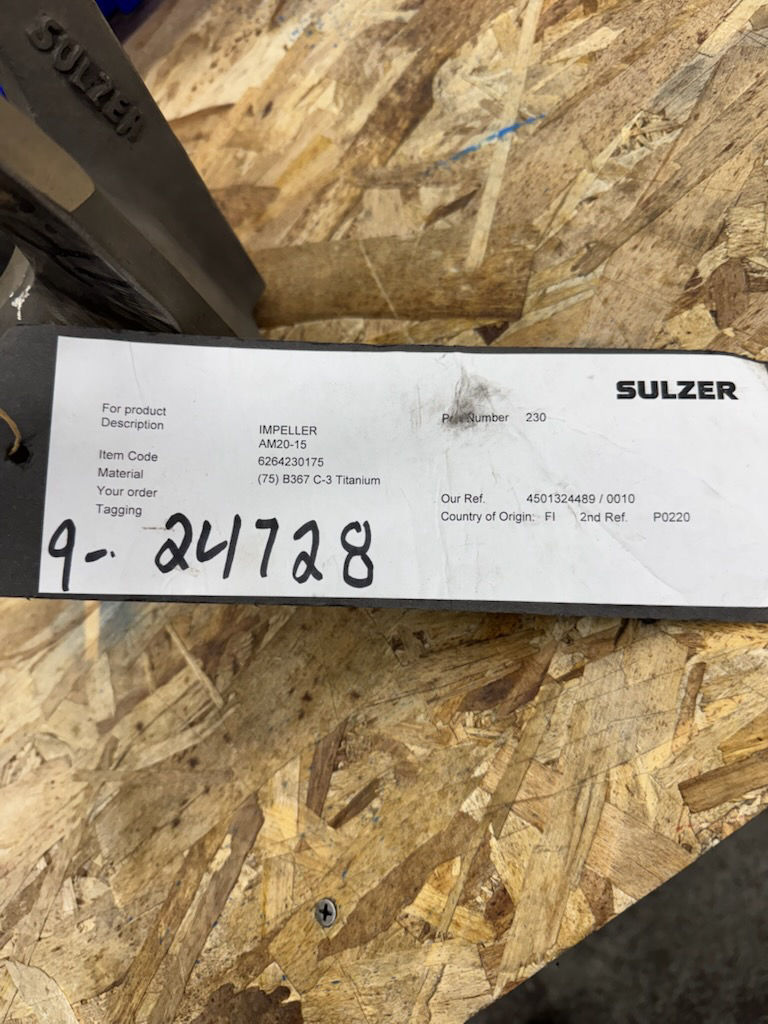 SULZER
SULZER
For product
Description IMPELLER
AM20-15
Item Code 6264230175
Material (75) B367 C-3 Titanium
Your order
Tagging
Number 230
Our Ref. 4501324489 / 0010
Country of Origin: FI 2nd Ref. P0220
9-. 24728